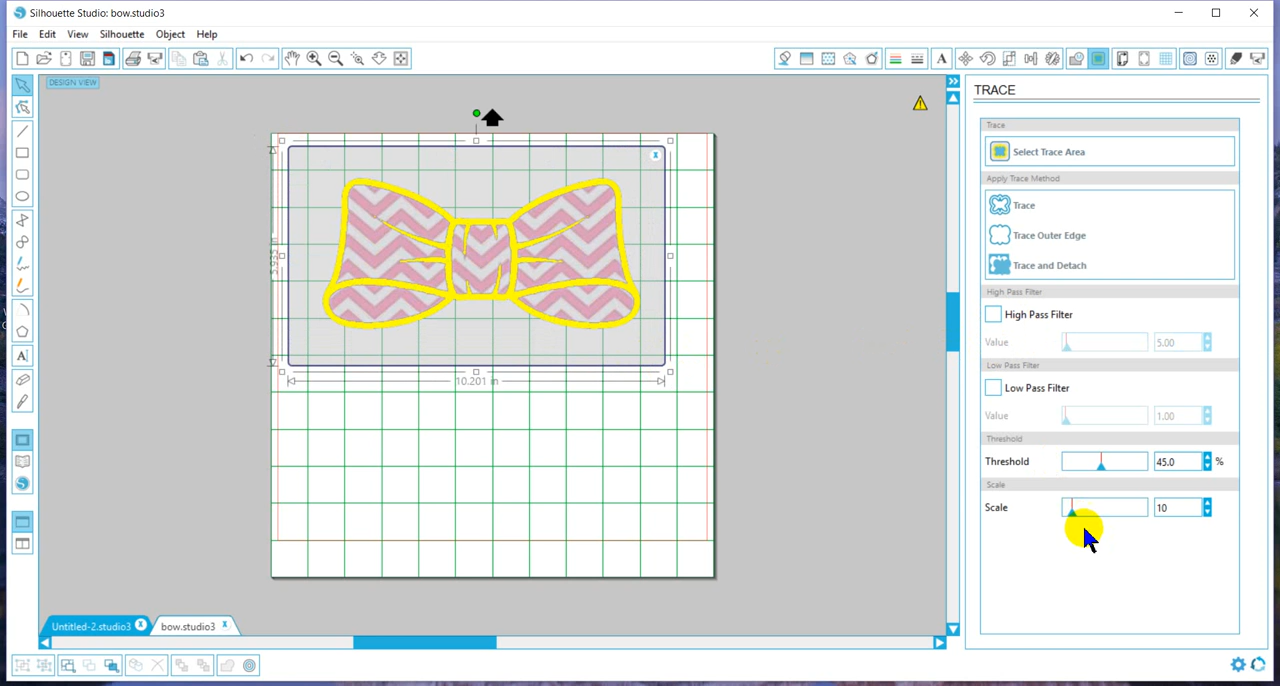 Silhouette Studio: bow.studio3
File Edit View Silhouette Object Help
DESIGN VIEW
x
5.935 in
10.201 in
TRACE
Trace
Select Trace Area
Apply Trace Method
Trace
Trace Outer Edge
Trace and Detach
High Pass Filter
High Pass Filter
Value 5.00
Low Pass Filter
Low Pass Filter
Value 1.00
Threshold
Threshold 45.0 %
Scale
Scale 10
Untitled-2.studio3 x bow.studio3 x